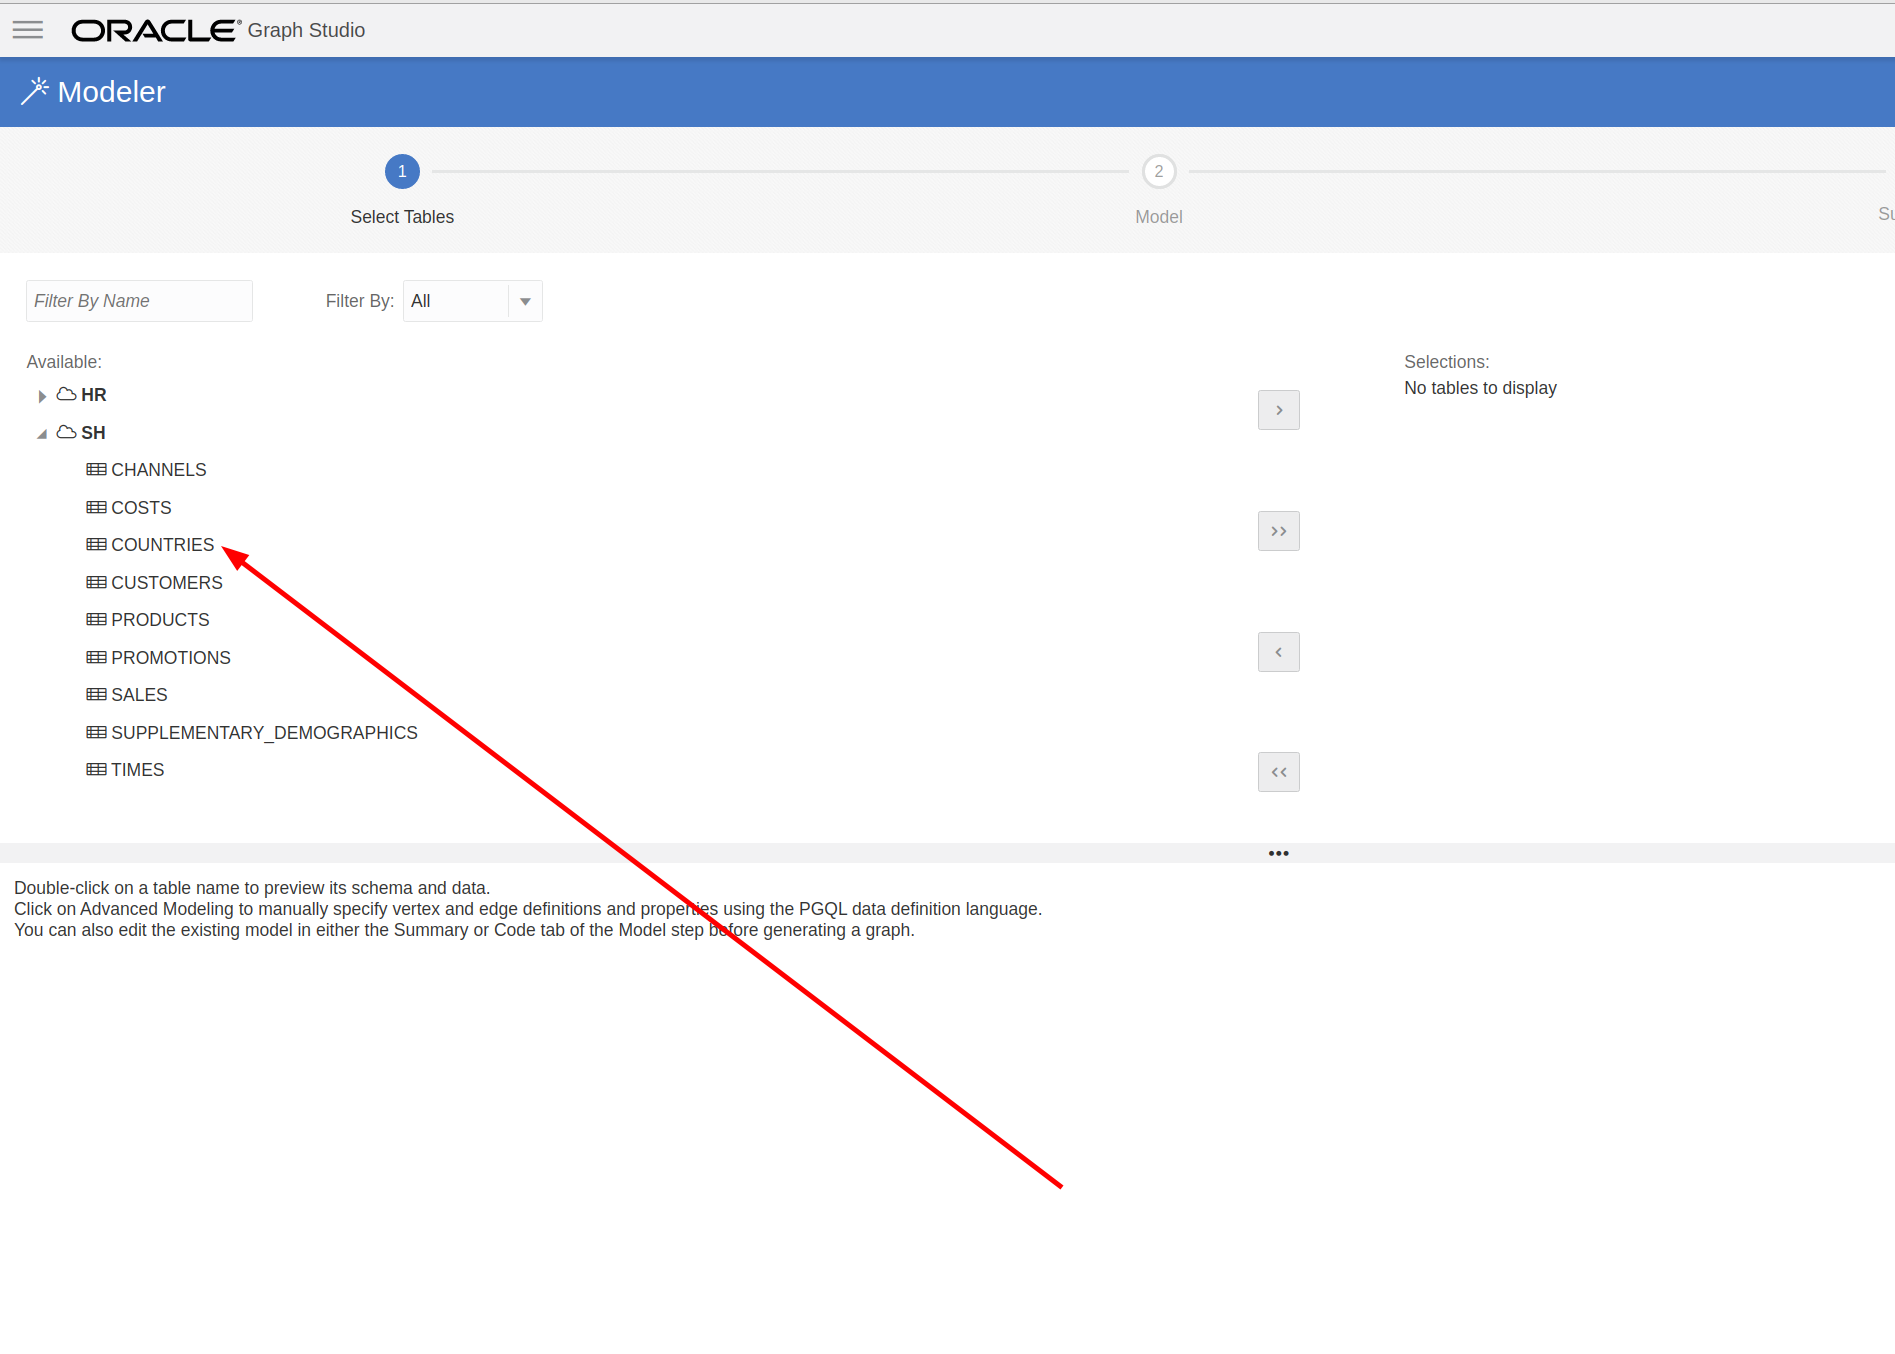 ORACLE® Graph Studio
Modeler
1
2
Select Tables
Model
Filter By Name
Filter By: All
Available:
HR
SH
CHANNELS
COSTS
COUNTRIES
CUSTOMERS
PRODUCTS
PROMOTIONS
SALES
SUPPLEMENTARY_DEMOGRAPHICS
TIMES
>
>>
<
<<
Selections:
No tables to display
•••
Double-click on a table name to preview its schema and data.
Click on Advanced Modeling to manually specify vertex and edge definitions and properties using the PGQL data definition language.
You can also edit the existing model in either the Summary or Code tab of the Model step before generating a graph.